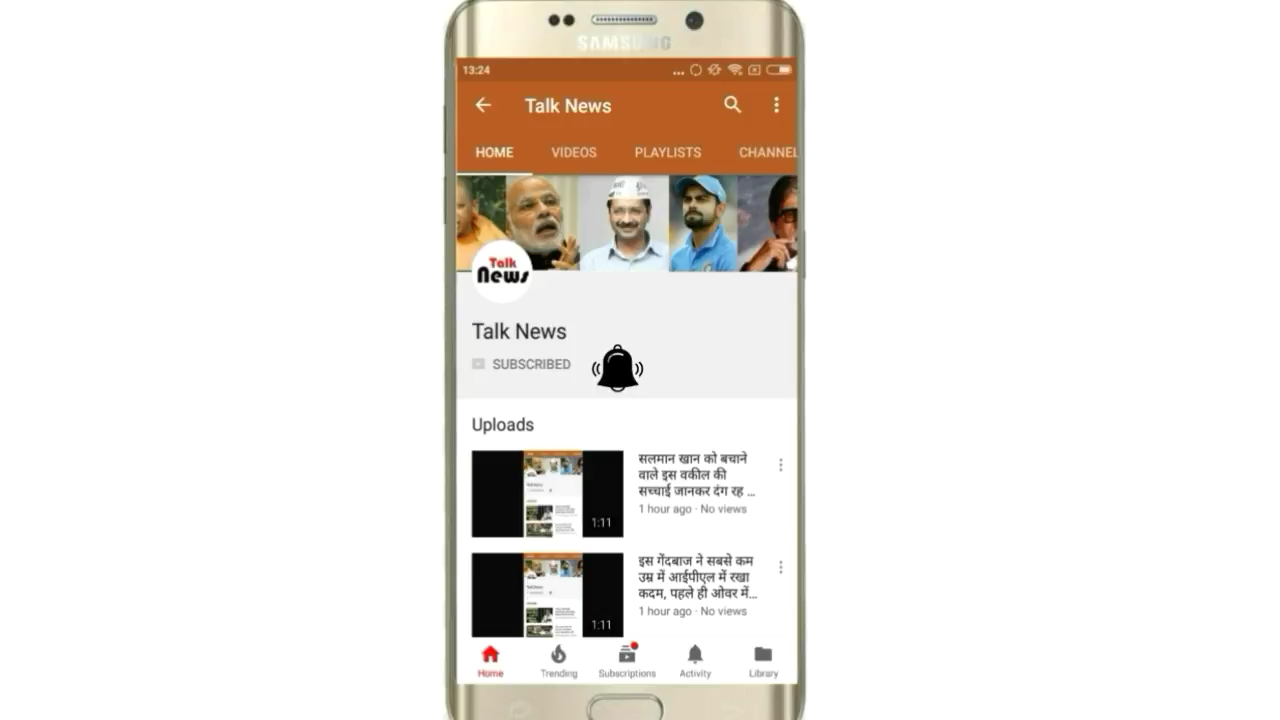 SAMSUNG
13:24
Talk News
HOME VIDEOS PLAYLISTS CHANNEL
Talk
News
Talk News
SUBSCRIBED
Uploads
सलमान खान को बचाने
वाले इस वकील की
सच्चाई जानकर दंग रह ...
1 hour ago · No views
1:11
इस गेंदबाज ने सबसे कम
उम्र में आईपीएल में रखा
कदम, पहले ही ओवर में...
1 hour ago · No views
1:11
Home Trending Subscriptions Activity Library